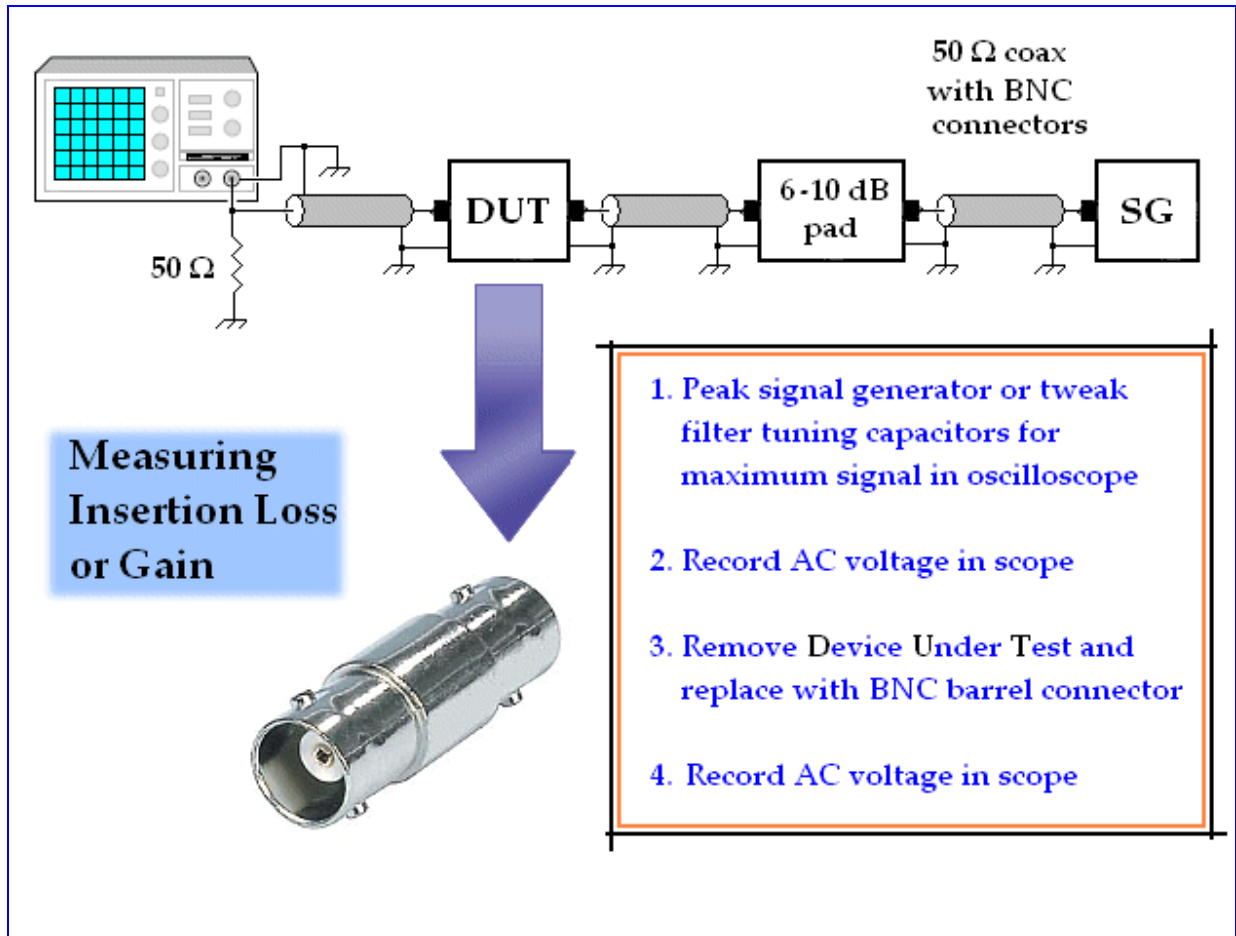 50 Ω coax
with BNC
connectors
DUT
6-10 dB
pad
SG
50 Ω
Measuring
Insertion Loss
or Gain
1. Peak signal generator or tweak
filter tuning capacitors for
maximum signal in oscilloscope
2. Record AC voltage in scope
3. Remove Device Under Test and
replace with BNC barrel connector
4. Record AC voltage in scope